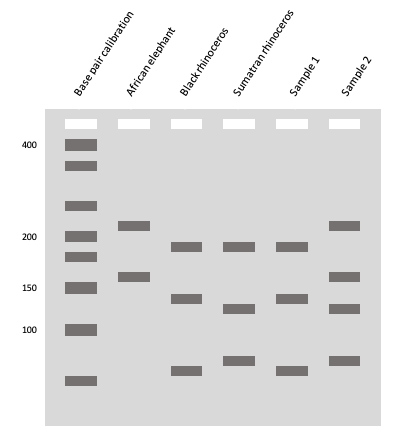 Base pair calibration
African elephant
Black rhinoceros
Sumatran rhinoceros
Sample 1
Sample 2
400
200
150
100